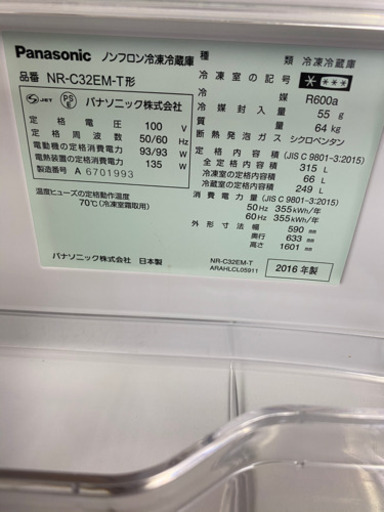 Panasonic ノンフロン冷凍冷蔵庫
品番 NR-C32EM-T形
JET PSE パナソニック株式会社
定格電圧 100 V
定格周波数 50/60 Hz
電動機の定格消費電力 93/93 W
電熱装置の定格消費電力 135 W
製造番号 A 6701993
温度ヒューズの定格動作温度
70℃(冷凍室霜取用)
パナソニック株式会社 日本製
種類 冷凍冷蔵庫
冷凍室の記号 ****
冷媒 R600a
冷媒封入量 55 g
質量 64 kg
断熱発泡ガス シクロペンタン
定格内容積 (JIS C 9801-3:2015)
全定格内容積 315 L
冷凍室の定格内容積 66 L
冷蔵室の定格内容積 249 L
消費電力量 (JIS C 9801-3:2015)
50Hz 355kWh/年
60Hz 355kWh/年
外形寸法 幅 590 mm
奥行 633 mm
高さ 1601 mm
NR-C32EM-T
ARAHLCL05911
2016 年製